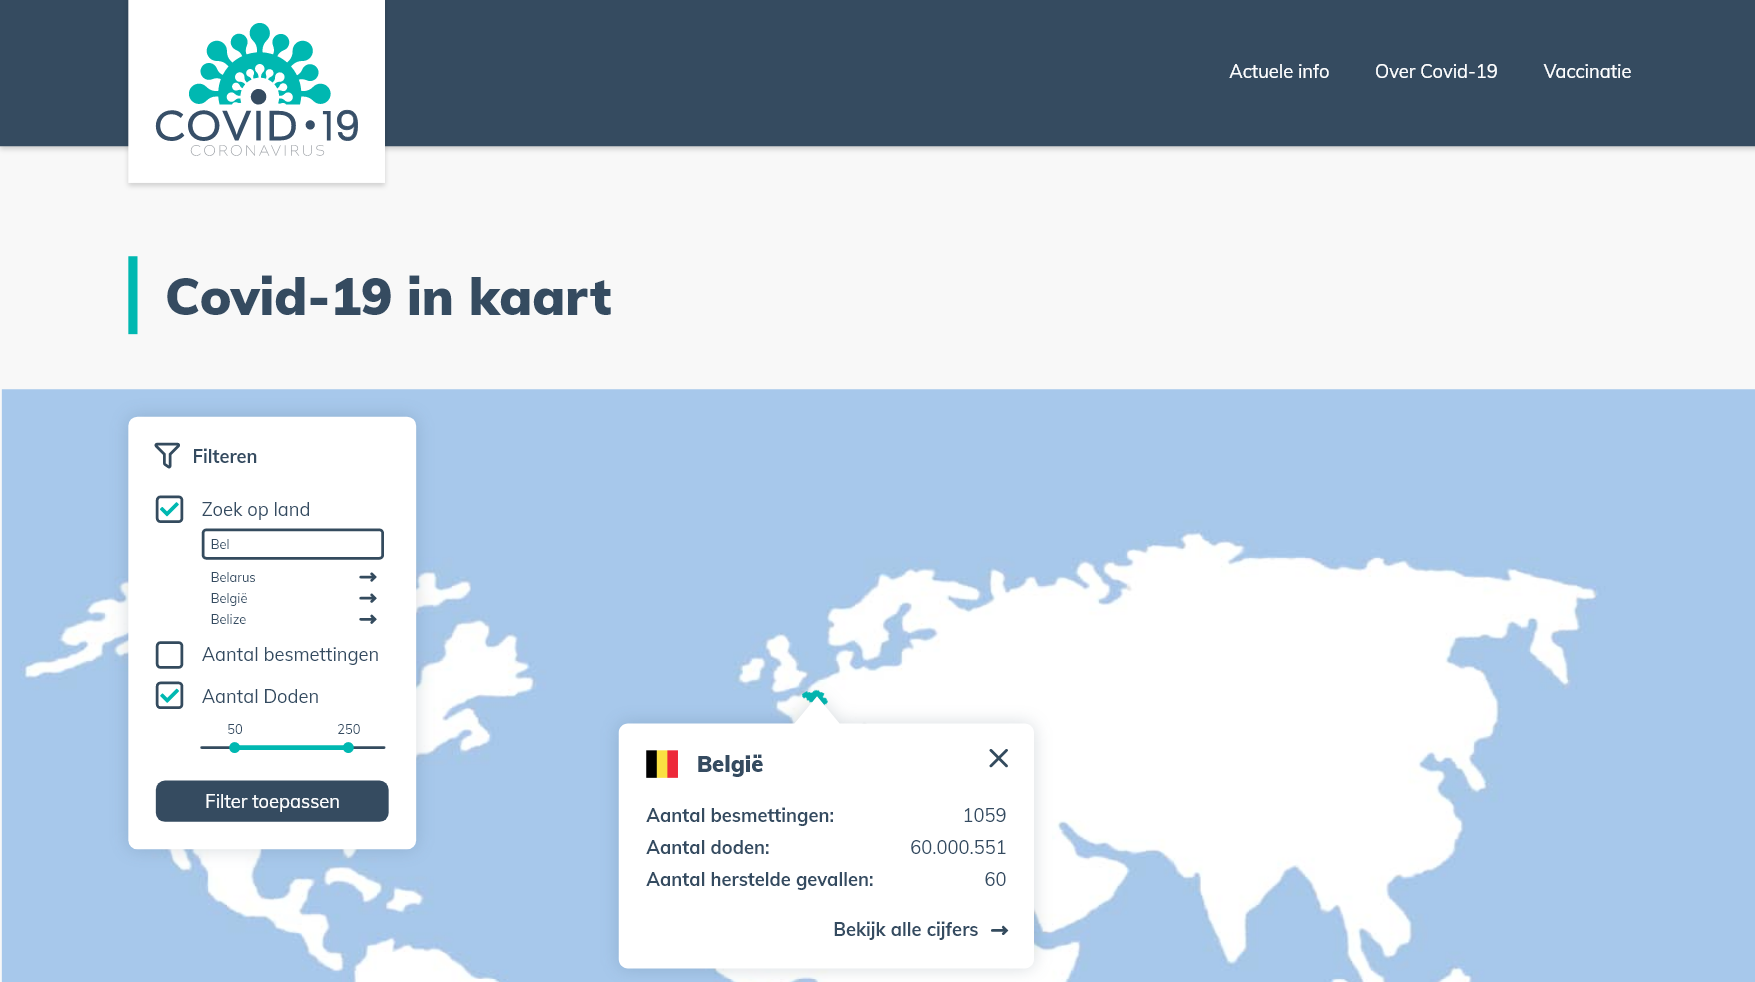 COVID•19
CORONAVIRUS
Actuele info
Over Covid-19
Vaccinatie
Covid-19 in kaart
Filteren
Zoek op land
Bel
Belarus
België
Belize
Aantal besmettingen
Aantal Doden
50 250
Filter toepassen
België
Aantal besmettingen: 1059
Aantal doden: 60.000.551
Aantal herstelde gevallen: 60
Bekijk alle cijfers